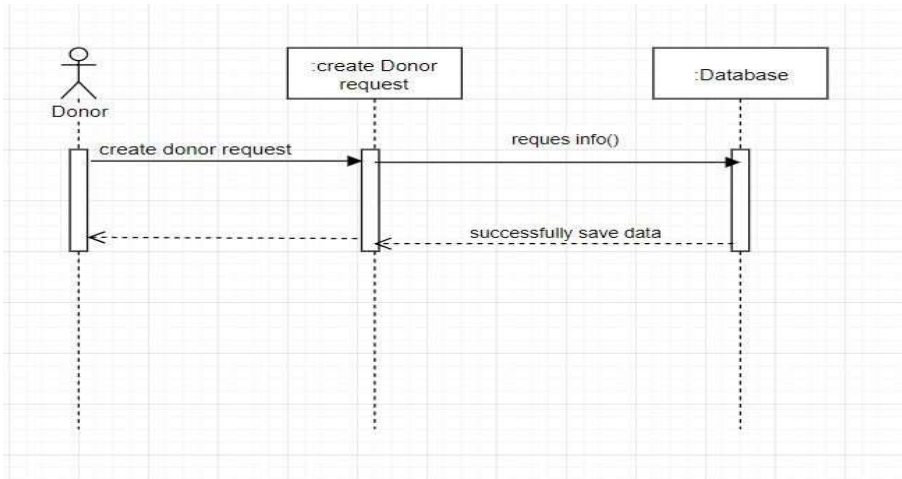 :create Donor
request
:Database
Donor
create donor request
reques info()
successfully save data